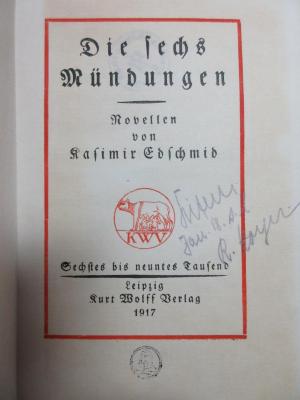 Die sechs
Mündungen
Novellen
von
Kasimir Edschmid
KWV
Sechstes bis neuntes Tausend
Leipzig
Kurt Wolff Verlag
1917